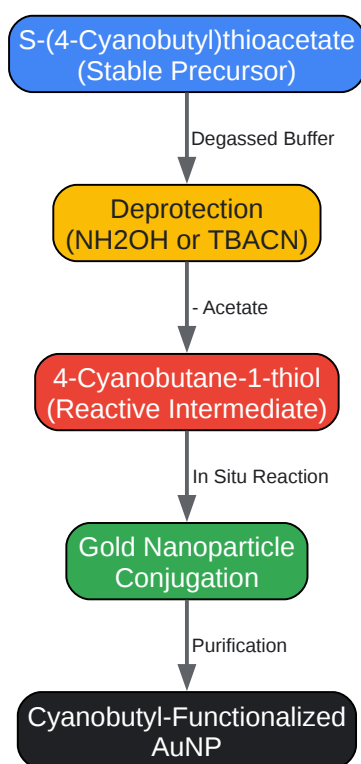 S-(4-Cyanobutyl)thioacetate
(Stable Precursor)
Degassed Buffer
Deprotection
(NH2OH or TBACN)
- Acetate
4-Cyanobutane-1-thiol
(Reactive Intermediate)
In Situ Reaction
Gold Nanoparticle
Conjugation
Purification
Cyanobutyl-Functionalized
AuNP